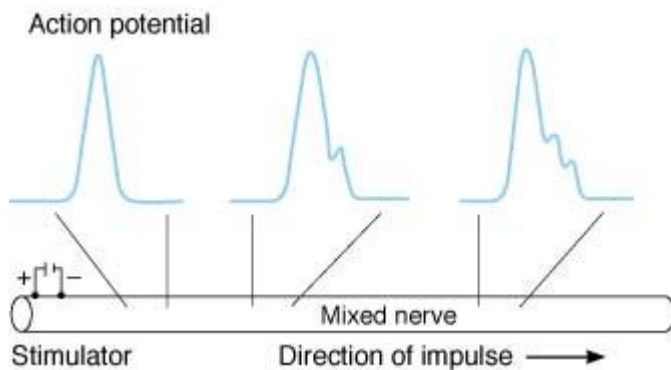 Action potential
+ −
Mixed nerve
Stimulator
Direction of impulse